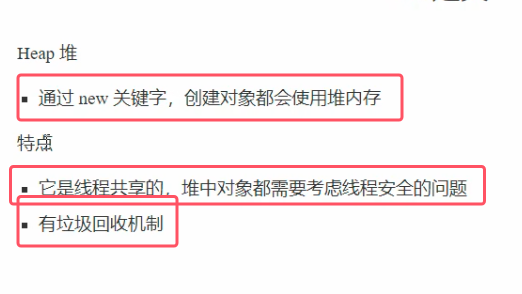 Heap 堆
▪ 通过 new 关键字，创建对象都会使用堆内存
特点
▪ 它是线程共享的，堆中对象都需要考虑线程安全的问题
▪ 有垃圾回收机制